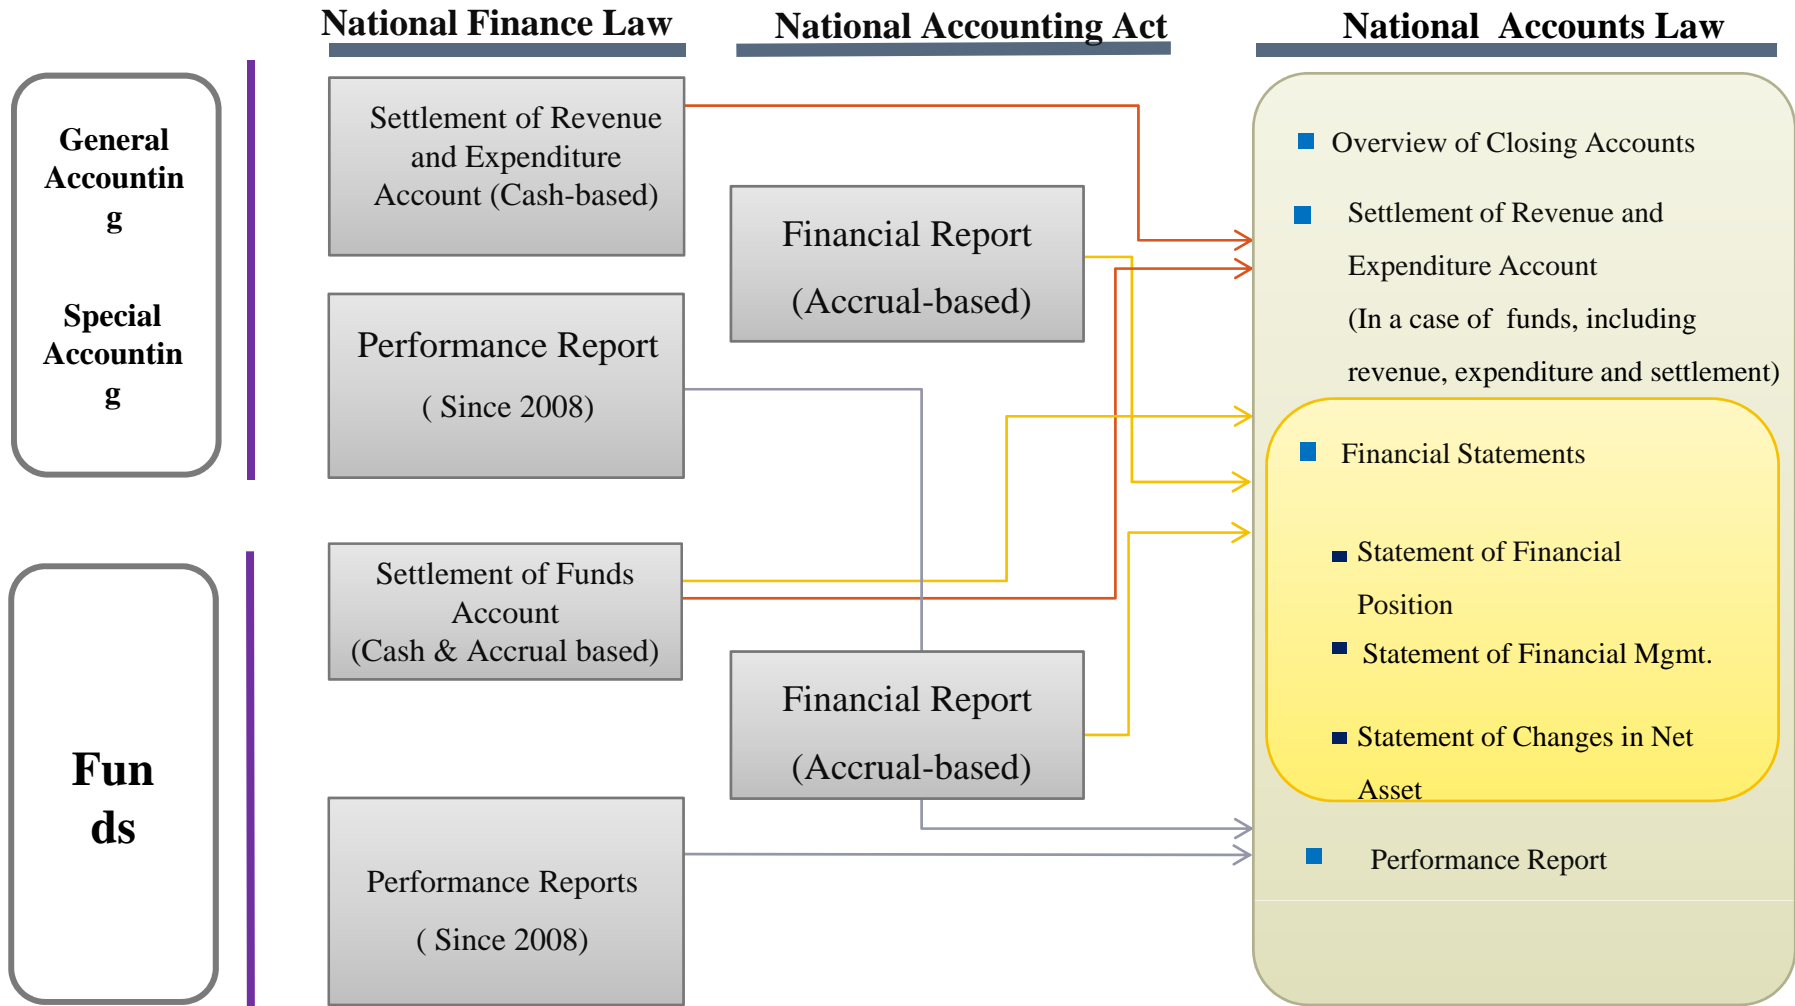 National Finance Law
National Accounting Act
National Accounts Law
General
Accountin
g
Special
Accountin
g
Settlement of Revenue
and Expenditure
Account (Cash-based)
Performance Report
( Since 2008)
Financial Report
(Accrual-based)
Fun
ds
Settlement of Funds
Account
(Cash & Accrual based)
Performance Reports
( Since 2008)
Financial Report
(Accrual-based)
Overview of Closing Accounts
Settlement of Revenue and
Expenditure Account
(In a case of funds, including
revenue, expenditure and settlement)
Financial Statements
Statement of Financial
Position
Statement of Financial Mgmt.
Statement of Changes in Net
Asset
Performance Report